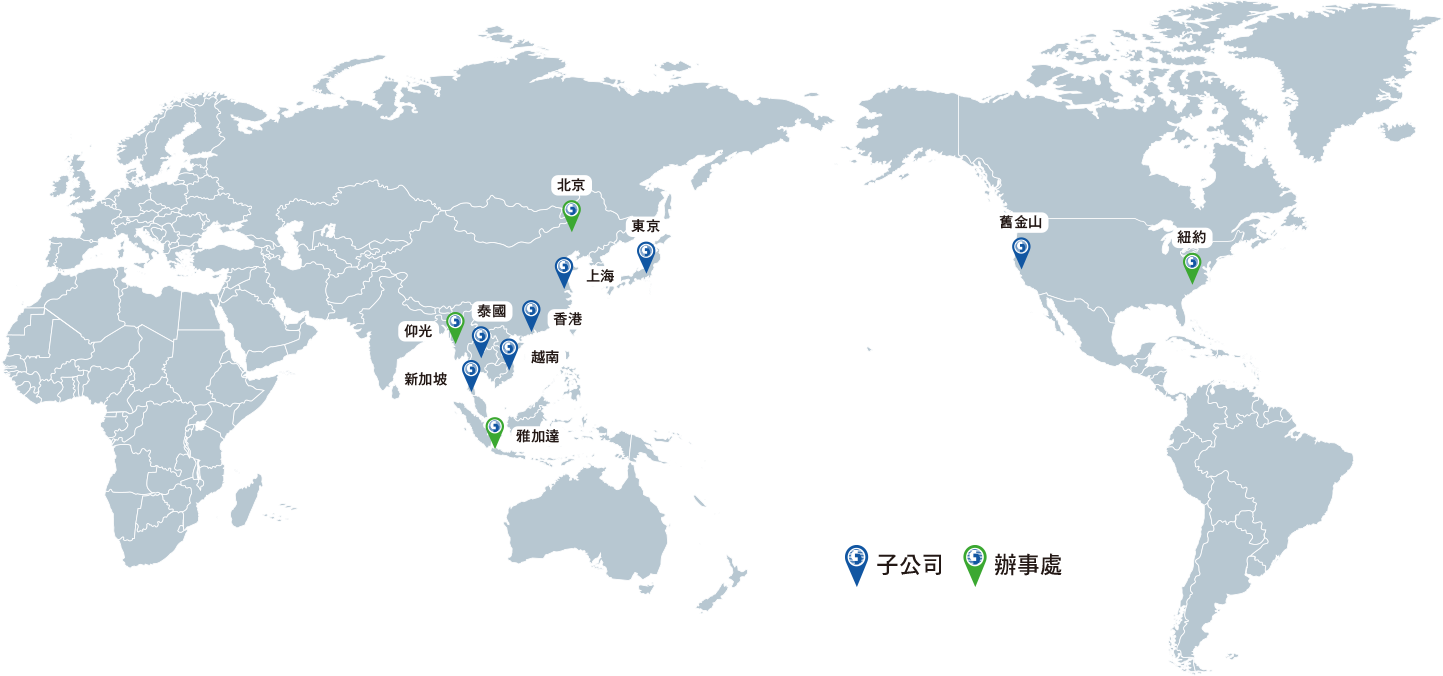 北京
東京
舊金山
紐約
上海
泰國
香港
仰光
越南
新加坡
雅加達
子公司
辦事處